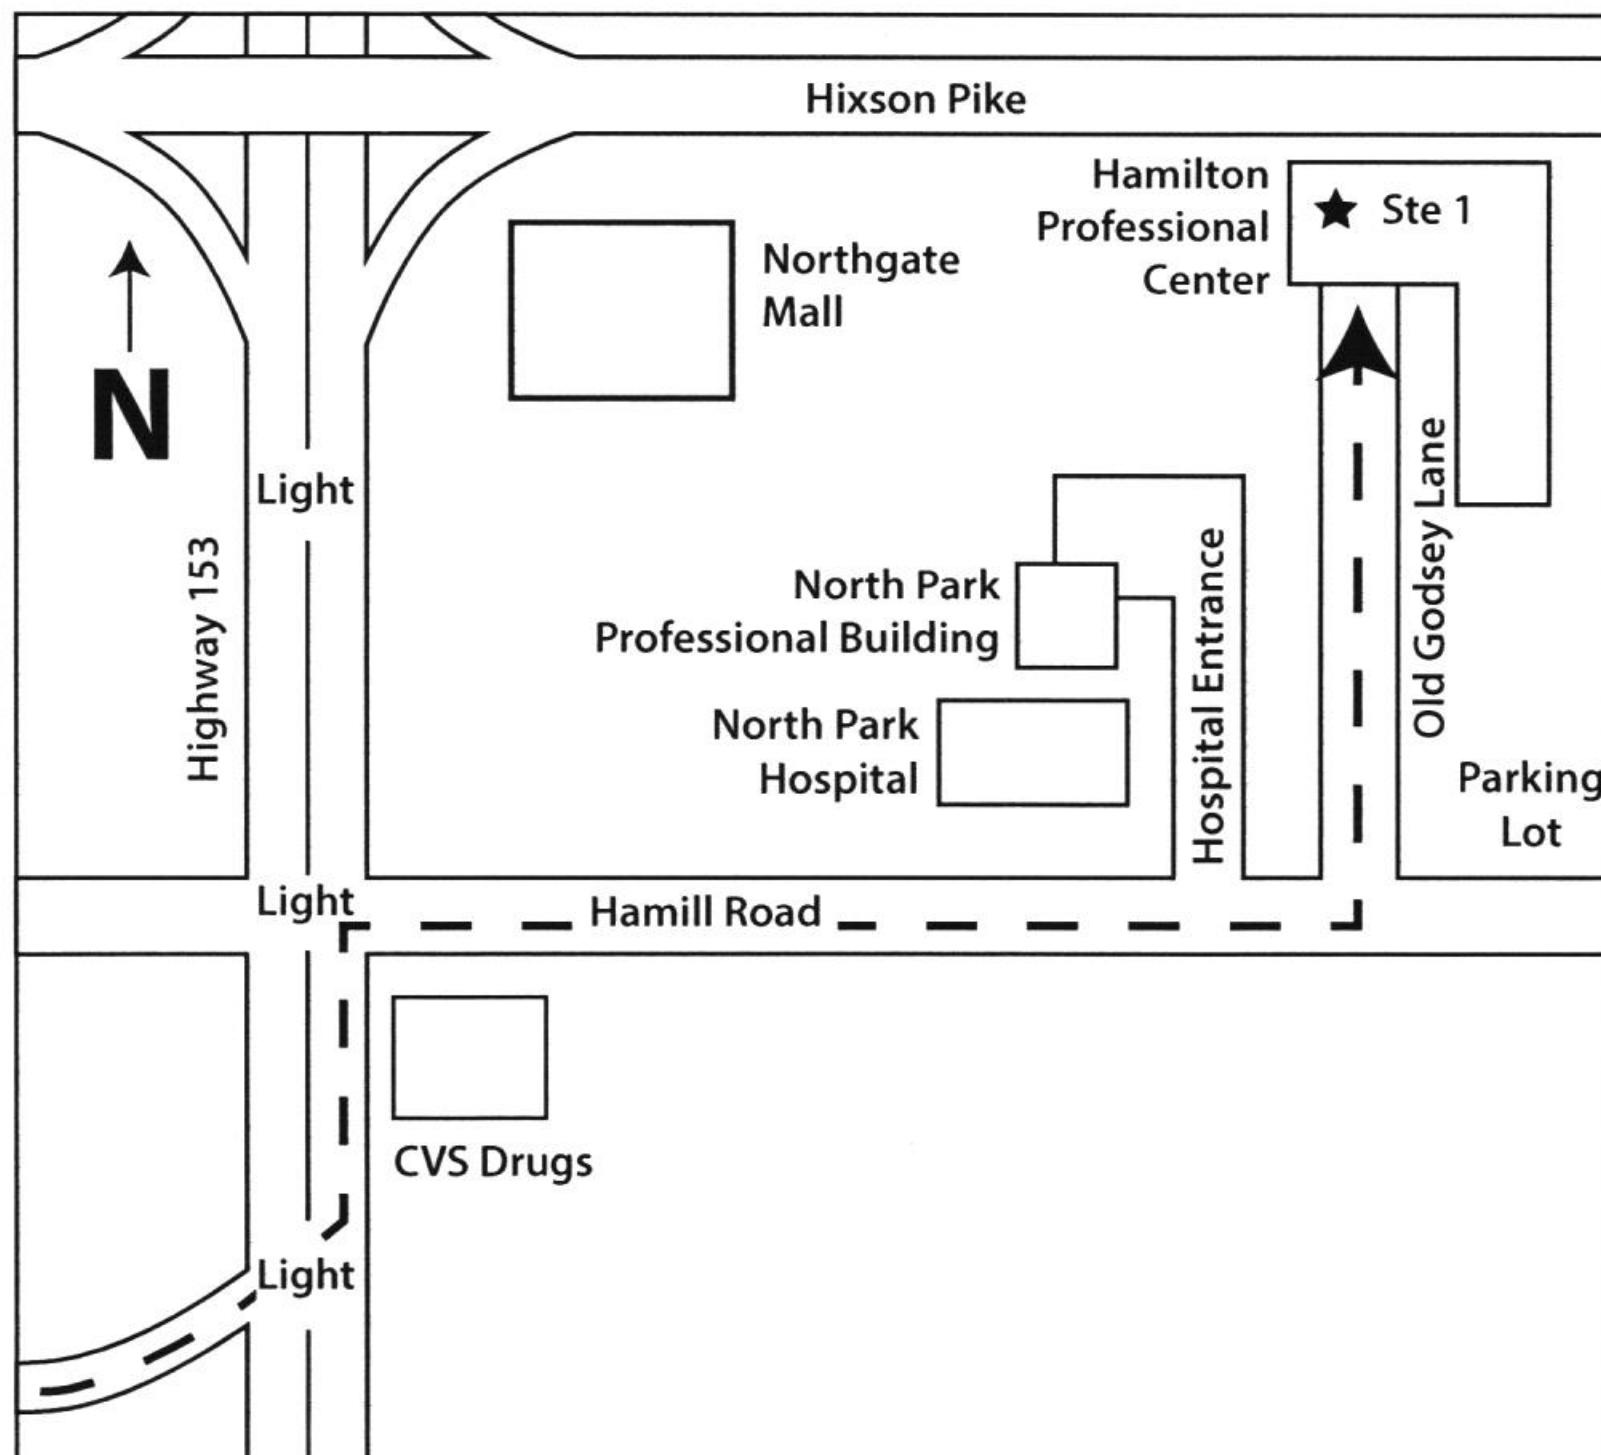 Hixson Pike
Hamilton
Professional
Center
Ste 1
Northgate
Mall
N
Light
Highway 153
North Park
Professional Building
Hospital Entrance
Old Godsey Lane
North Park
Hospital
Parking
Lot
Light
Hamill Road
CVS Drugs
Light